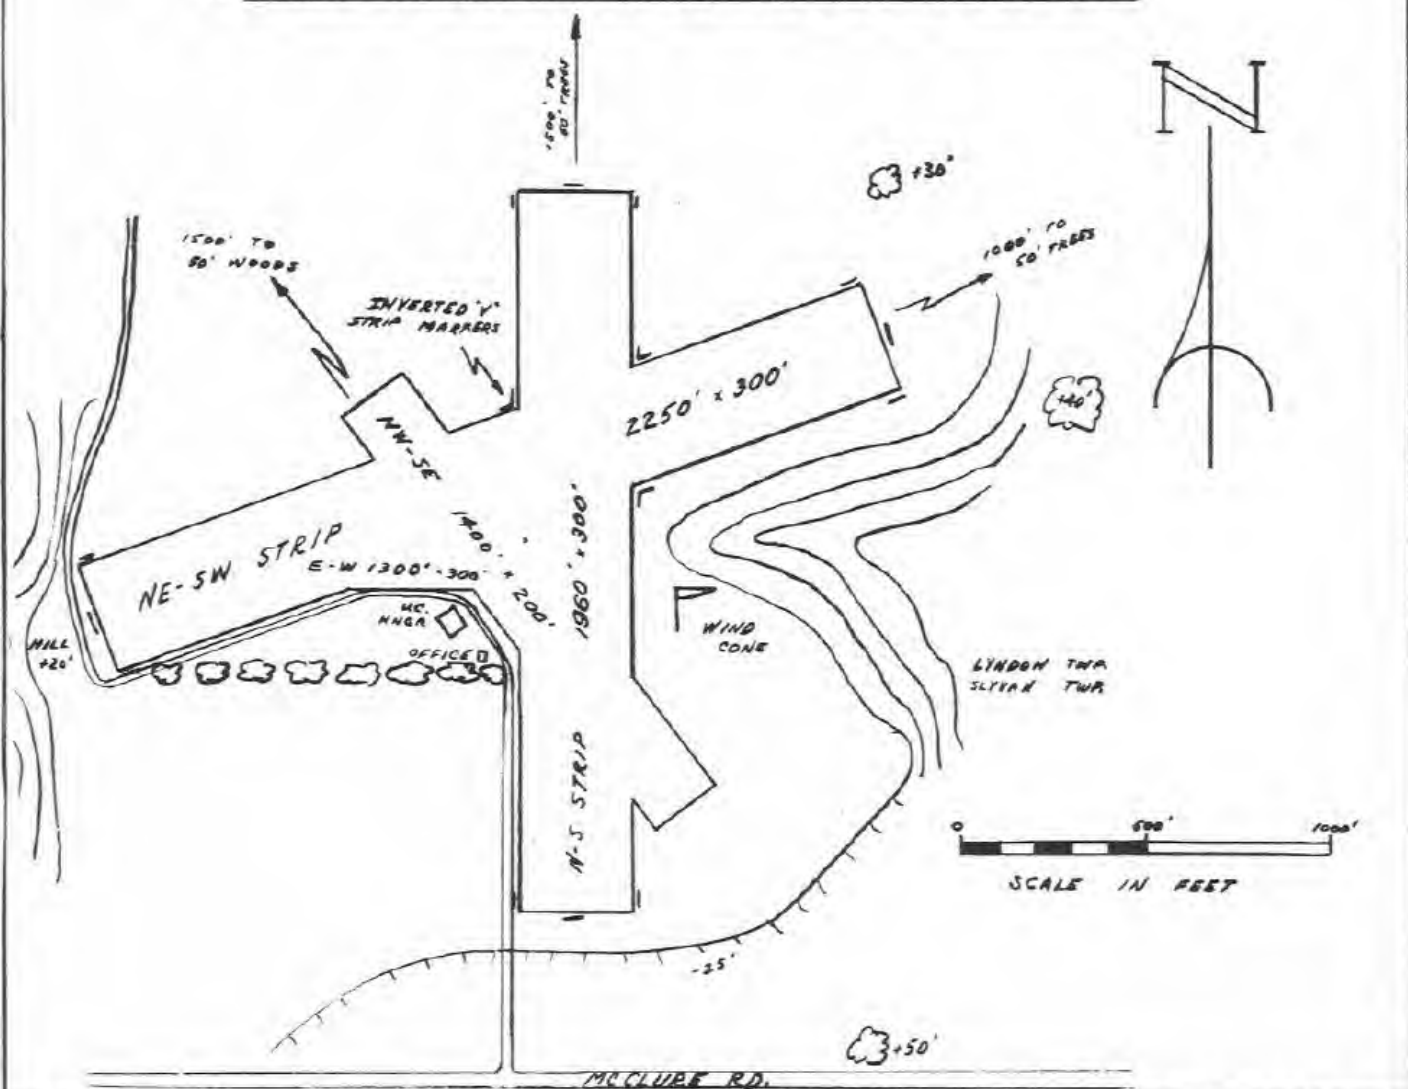 N
1500' TO
50' TREES
+30'
1500' TO
50' WOODS
1000' TO
50' TREES
INVERTED "V"
STRIP MARKERS
2250' x 300'
+40'
NW-SE
1400' x 200'
1960' x 300'
NE-SW STRIP
E-W 1300'-300'
HNGR
OFFICE
HILL
+20'
WIND
CONE
LYNDON TWP.
SLYVAN TWP.
N-S STRIP
0 500' 1000'
SCALE IN FEET
-25'
+50'
MCCLURE RD.